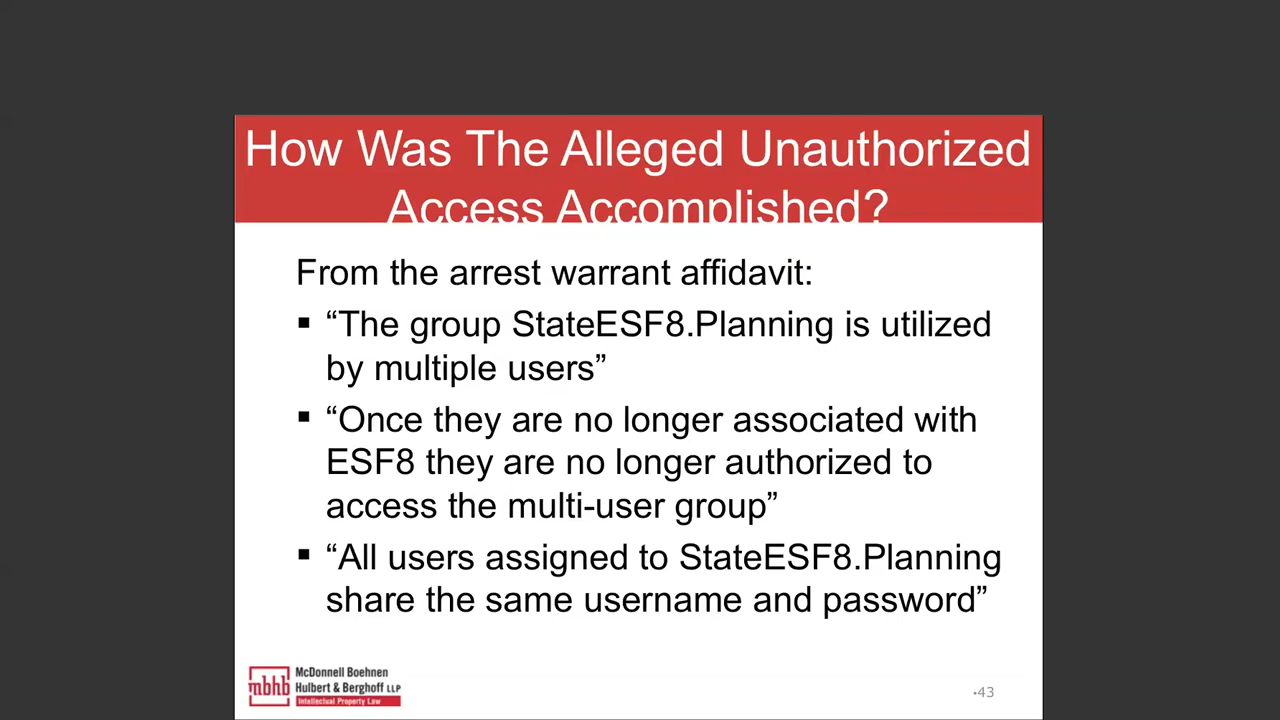 How Was The Alleged Unauthorized
Access Accomplished?
From the arrest warrant affidavit:
▪ “The group StateESF8.Planning is utilized
by multiple users”
▪ “Once they are no longer associated with
ESF8 they are no longer authorized to
access the multi-user group”
▪ “All users assigned to StateESF8.Planning
share the same username and password”
mbhb
McDonnell Boehnen
Hulbert & Berghoff LLP
Intellectual Property Law
•43